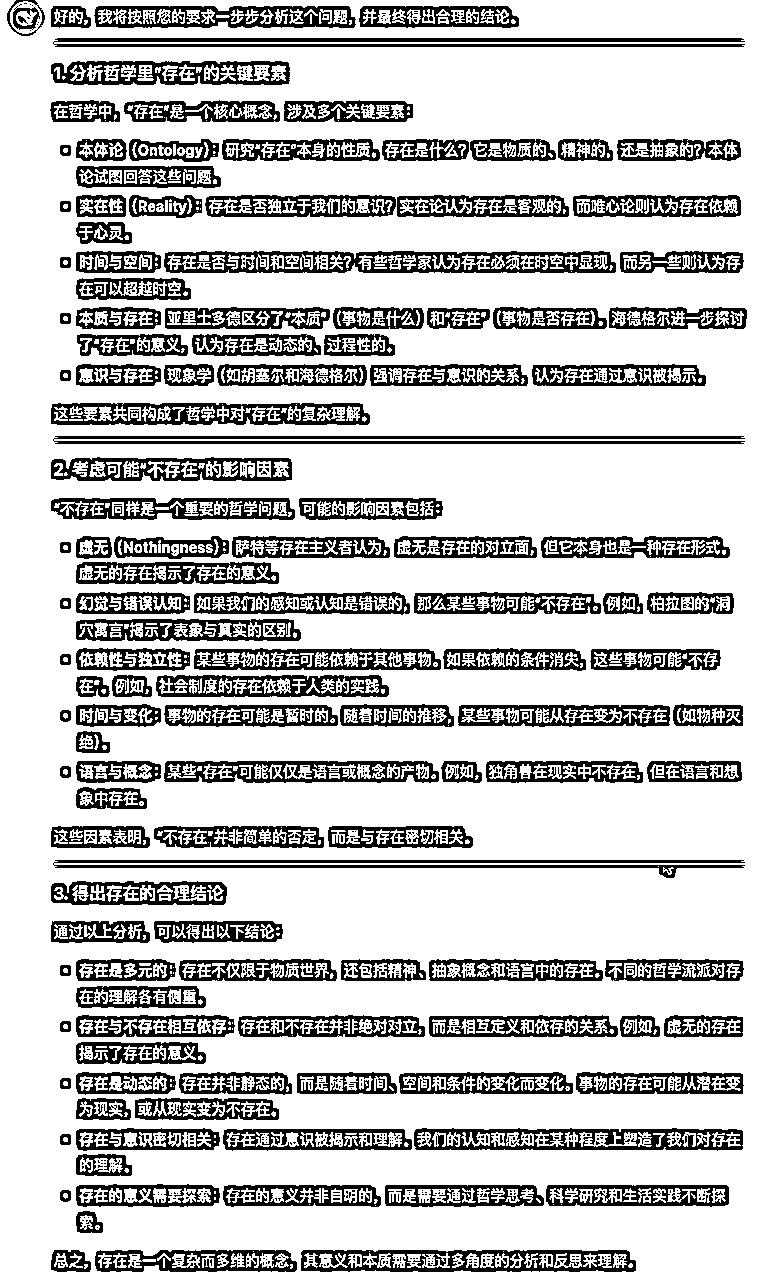 好的，我将按照您的要求一步步分析这个问题，并最终得出合理的结论。
1. 分析哲学里“存在”的关键要素
在哲学中，“存在”是一个核心概念，涉及多个关键要素：
本体论（Ontology）：研究“存在”本身的性质。存在是什么？它是物质的、精神的，还是抽象的？本体
论试图回答这些问题。
实在性（Reality）：存在是否独立于我们的意识？实在论认为存在是客观的，而唯心论则认为存在依赖
于心灵。
时间与空间：存在是否与时间和空间相关？有些哲学家认为存在必须在时空中显现，而另一些则认为存
在可以超越时空。
本质与存在：亚里士多德区分了“本质”（事物是什么）和“存在”（事物是否存在）。海德格尔进一步探讨
了“存在”的意义，认为存在是动态的、过程性的。
意识与存在：现象学（如胡塞尔和海德格尔）强调存在与意识的关系，认为存在通过意识被揭示。
这些要素共同构成了哲学中对“存在”的复杂理解。
2. 考虑可能“不存在”的影响因素
“不存在”同样是一个重要的哲学问题，可能的影响因素包括：
虚无（Nothingness）：萨特等存在主义者认为，虚无是存在的对立面，但它本身也是一种存在形式。
虚无的存在揭示了存在的意义。
幻觉与错误认知：如果我们的感知或认知是错误的，那么某些事物可能“不存在”。例如，柏拉图的“洞
穴寓言”揭示了表象与真实的区别。
依赖性与独立性：某些事物的存在可能依赖于其他事物。如果依赖的条件消失，这些事物可能“不存
在”。例如，社会制度的存在依赖于人类的实践。
时间与变化：事物的存在可能是暂时的。随着时间的推移，某些事物可能从存在变为不存在（如物种灭
绝）。
语言与概念：某些“存在”可能仅仅是语言或概念的产物。例如，独角兽在现实中不存在，但在语言和想
象中存在。
这些因素表明，“不存在”并非简单的否定，而是与存在密切相关。
3. 得出存在的合理结论
通过以上分析，可以得出以下结论：
存在是多元的：存在不仅限于物质世界，还包括精神、抽象概念和语言中的存在。不同的哲学流派对存
在的理解各有侧重。
存在与不存在相互依存：存在和不存在并非绝对对立，而是相互定义和依存的关系。例如，虚无的存在
揭示了存在的意义。
存在是动态的：存在并非静态的，而是随着时间、空间和条件的变化而变化。事物的存在可能从潜在变
为现实，或从现实变为不存在。
存在与意识密切相关：存在通过意识被揭示和理解。我们的认知和感知在某种程度上塑造了我们对存在
的理解。
存在的意义需要探索：存在的意义并非自明的，而是需要通过哲学思考、科学研究和生活实践不断探
索。
总之，存在是一个复杂而多维的概念，其意义和本质需要通过多角度的分析和反思来理解。